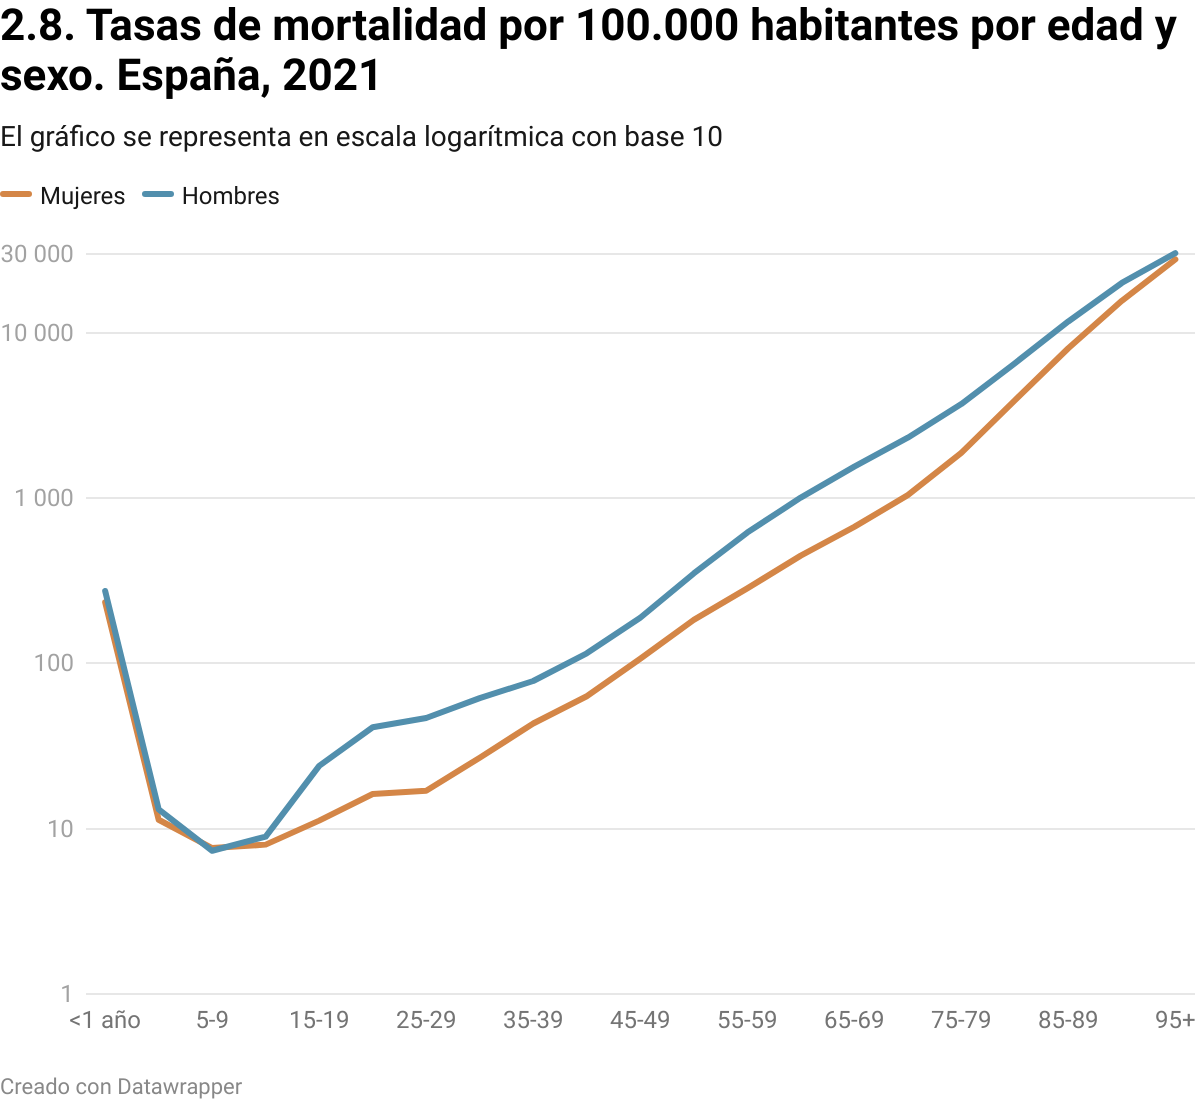 2.8. Tasas de mortalidad por 100.000 habitantes por edad y
sexo. España, 2021
El gráfico se representa en escala logarítmica con base 10
Mujeres Hombres
30 000
10 000
1 000
100
10
1
<1 año 5-9 15-19 25-29 35-39 45-49 55-59 65-69 75-79 85-89 95+
Creado con Datawrapper